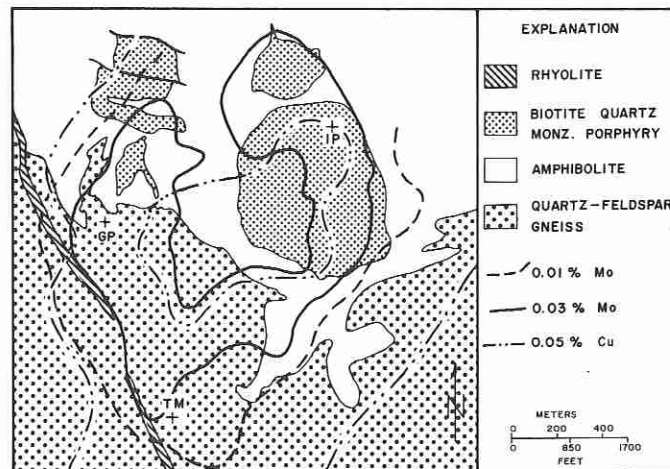 EXPLANATION
RHYOLITE
BIOTITE QUARTZ
MONZ. PORPHYRY
AMPHIBOLITE
QUARTZ-FELDSPAR
GNEISS
0.01 % Mo
0.03 % Mo
0.05 % Cu
IP
GP
TM
N
METERS
0 200 400
0 850 1700
FEET